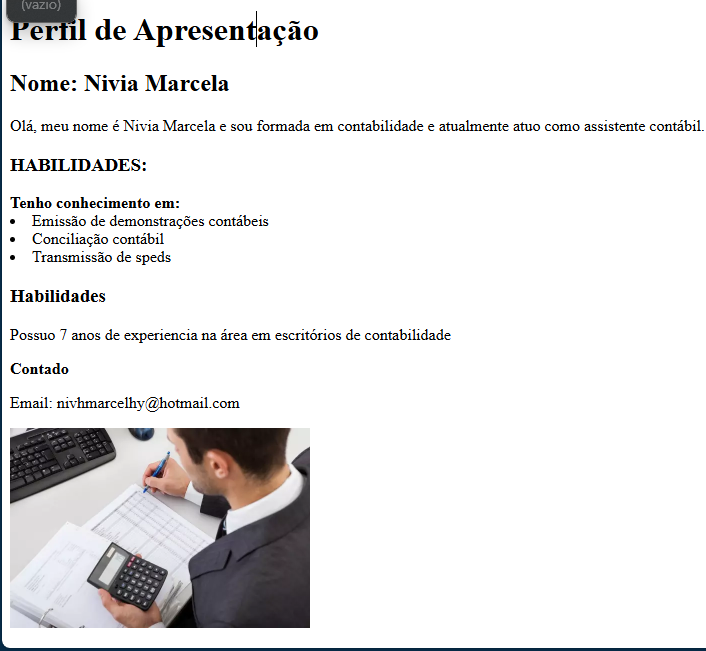 (vazio)
Perfil de Apresentação
Nome: Nivia Marcela
Olá, meu nome é Nivia Marcela e sou formada em contabilidade e atualmente atuo como assistente contábil.
HABILIDADES:
Tenho conhecimento em:
• Emissão de demonstrações contábeis
• Conciliação contábil
• Transmissão de speds
Habilidades
Possuo 7 anos de experiencia na área em escritórios de contabilidade
Contado
Email: nivhmarcelhy@hotmail.com